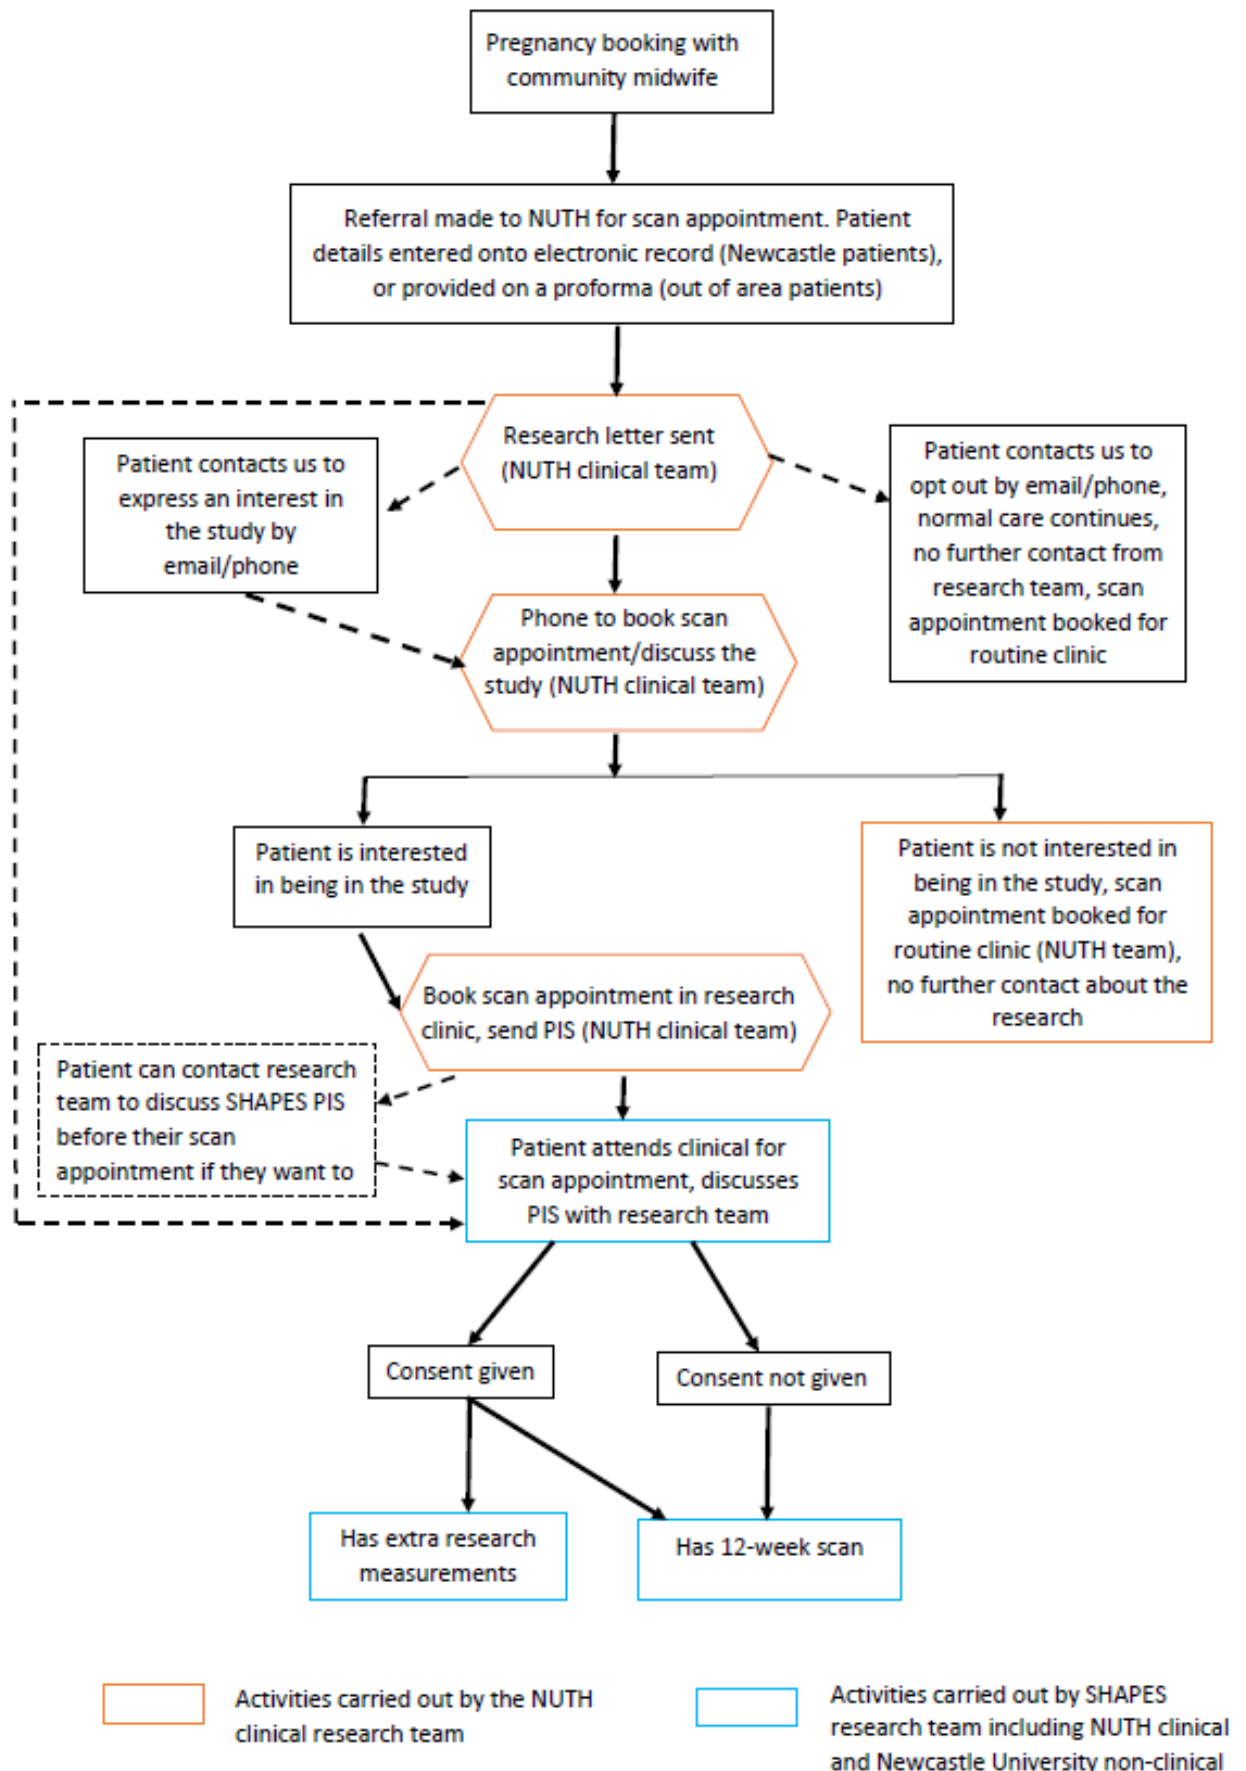 Pregnancy booking with
community midwife
Referral made to NUTH for scan appointment. Patient
details entered onto electronic record (Newcastle patients),
or provided on a proforma (out of area patients)
Research letter sent
(NUTH clinical team)
Patient contacts us to
express an interest in
the study by
email/phone
Patient contacts us to
opt out by email/phone,
normal care continues,
no further contact from
research team, scan
appointment booked for
routine clinic
Phone to book scan
appointment/discuss the
study (NUTH clinical team)
Patient is interested
in being in the study
Patient is not interested in
being in the study, scan
appointment booked for
routine clinic (NUTH team),
no further contact about the
research
Book scan appointment in research
clinic, send PIS (NUTH clinical team)
Patient can contact research
team to discuss SHAPES PIS
before their scan
appointment if they want to
Patient attends clinical for
scan appointment, discusses
PIS with research team
Consent given
Consent not given
Has extra research
measurements
Has 12-week scan
Activities carried out by the NUTH
clinical research team
Activities carried out by SHAPES
research team including NUTH clinical
and Newcastle University non-clinical